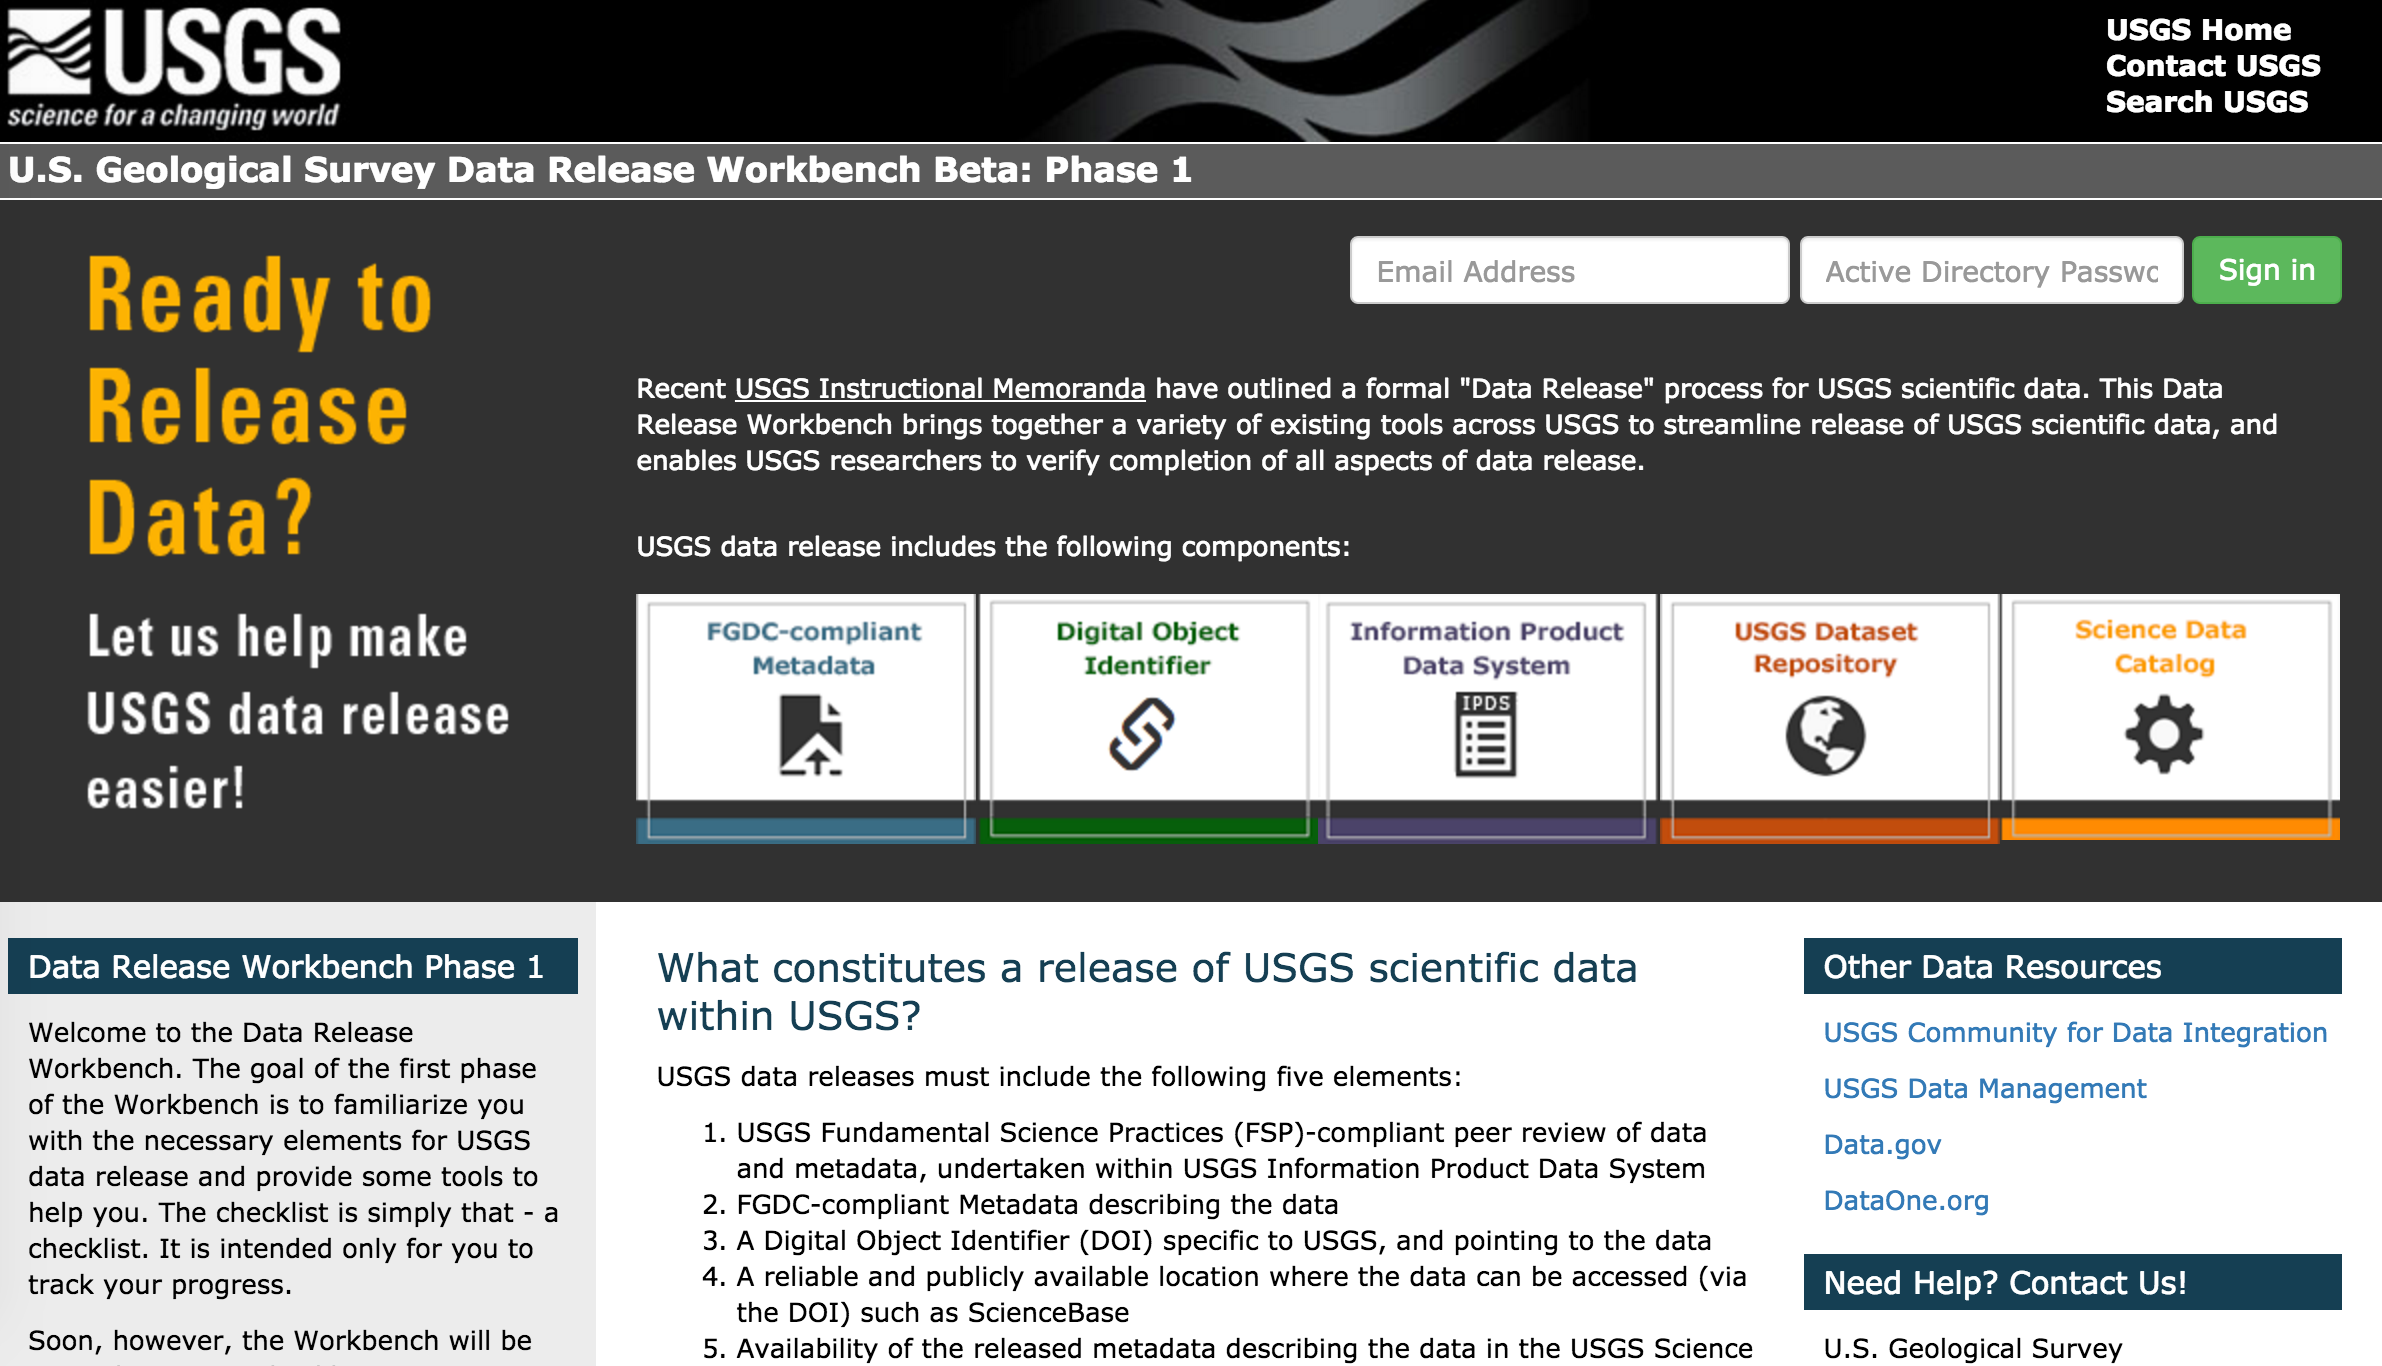 USGS
science for a changing world
USGS Home
Contact USGS
Search USGS
U.S. Geological Survey Data Release Workbench Beta: Phase 1
Ready to
Release
Data?
Let us help make
USGS data release
easier!
Email Address
Active Directory
Sign in
Recent USGS Instructional Memoranda have outlined a formal "Data Release" process for USGS scientific data. This Data
Release Workbench brings together a variety of existing tools across USGS to streamline release of USGS scientific data, and
enables USGS researchers to verify completion of all aspects of data release.
USGS data release includes the following components:
FGDC-compliant
Metadata
Digital Object
Identifier
Information Product
Data System
IPDS
USGS Dataset
Repository
Science Data
Catalog
Data Release Workbench Phase 1
Welcome to the Data Release
Workbench. The goal of the first phase
of the Workbench is to familiarize you
with the necessary elements for USGS
data release and provide some tools to
help you. The checklist is simply that - a
checklist. It is intended only for you to
track your progress.
Soon, however, the Workbench will be
What constitutes a release of USGS scientific data
within USGS?
USGS data releases must include the following five elements:
1. USGS Fundamental Science Practices (FSP)-compliant peer review of data
and metadata, undertaken within USGS Information Product Data System
2. FGDC-compliant Metadata describing the data
3. A Digital Object Identifier (DOI) specific to USGS, and pointing to the data
4. A reliable and publicly available location where the data can be accessed (via
the DOI) such as ScienceBase
5. Availability of the released metadata describing the data in the USGS Science
Other Data Resources
USGS Community for Data Integration
USGS Data Management
Data.gov
DataOne.org
Need Help? Contact Us!
U.S. Geological Survey